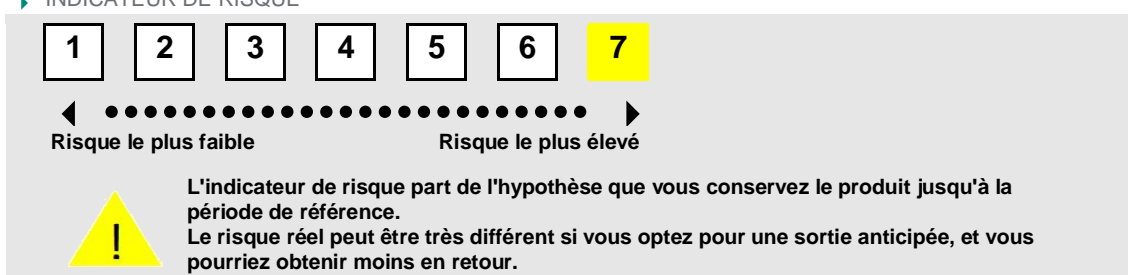 INDICATEUR DE RISQUE
1 2 3 4 5 6 7
Risque le plus faible Risque le plus élevé
L'indicateur de risque part de l'hypothèse que vous conservez le produit jusqu'à la
période de référence.
Le risque réel peut être très différent si vous optez pour une sortie anticipée, et vous
pourriez obtenir moins en retour.
!